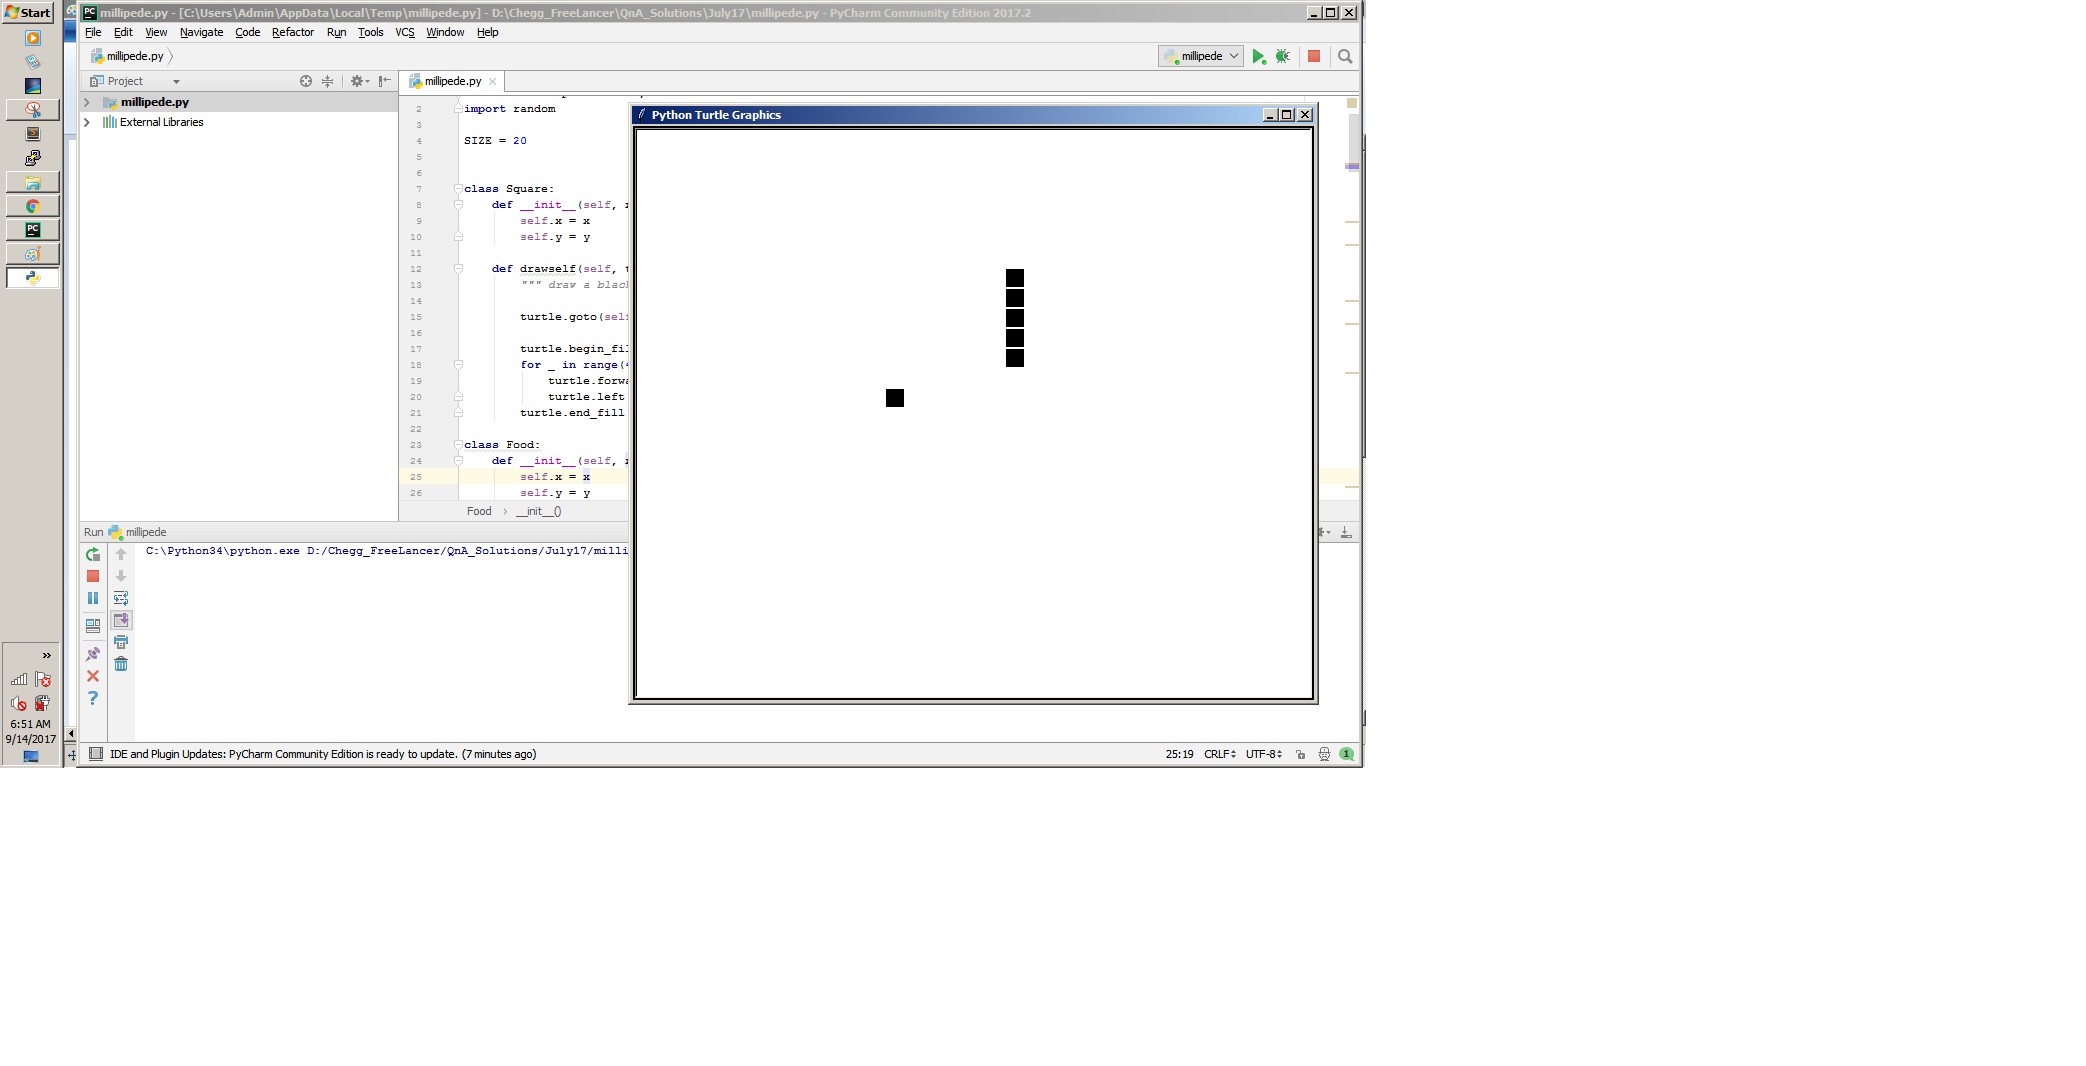 Start
millipede.py - [C:\Users\Admin\AppData\Local\Temp\millipede.py] - D:\Chegg_FreeLancer\QnA_Solutions\July17\millipede.py - PyCharm Community Edition 2017.2
File Edit View Navigate Code Refactor Run Tools VCS Window Help
millipede.py
millipede
Project
millipede.py
millipede.py
External Libraries
2 import random
3
4 SIZE = 20
5
6
7 class Square:
8 def __init__(self,
9 self.x = x
10 self.y = y
11
12 def drawself(self,
13 """ draw a blac
14
15 turtle.goto(sel
16
17 turtle.begin_fi
18 for _ in range(
19 turtle.forw
20 turtle.left
21 turtle.end_fill
22
23 class Food:
24 def __init__(self,
25 self.x = x
26 self.y = y
Food › __init__()
Python Turtle Graphics
Run millipede
C:\Python34\python.exe D:/Chegg_FreeLancer/QnA_Solutions/July17/milli
6:51 AM
9/14/2017
IDE and Plugin Updates: PyCharm Community Edition is ready to update. (7 minutes ago)
25:19 CRLF UTF-8 1